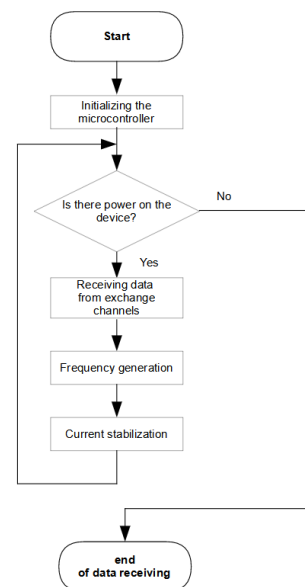 Start
Initializing the
microcontroller
Is there power on the
device?
No
Yes
Receiving data
from exchange
channels
Frequency generation
Current stabilization
end
of data receiving